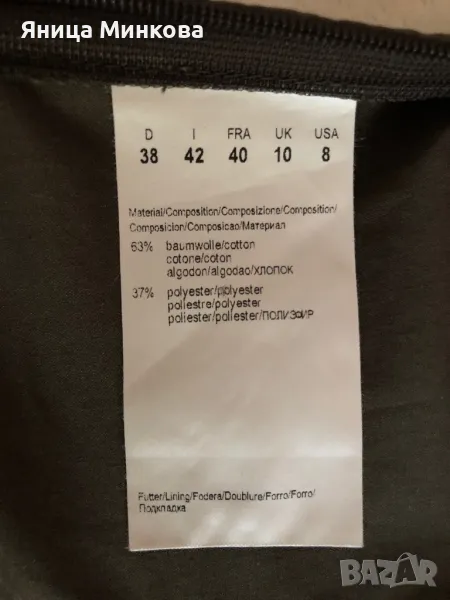 Яница Минкова
D I FRA UK USA
38 42 40 10 8
Material/Composition/Composizione/Composition/
Composicion/Composicao/Материал
63% baumwolle/cotton
cotone/coton
algodon/algodao/ХЛОПОК
37% polyester/polyester
poliestre/polyester
poliester/poliester/ПОЛИЭФИР
Futter/Lining/Fodera/Doublure/Forro/Forro/
Подкладка
BAZAR